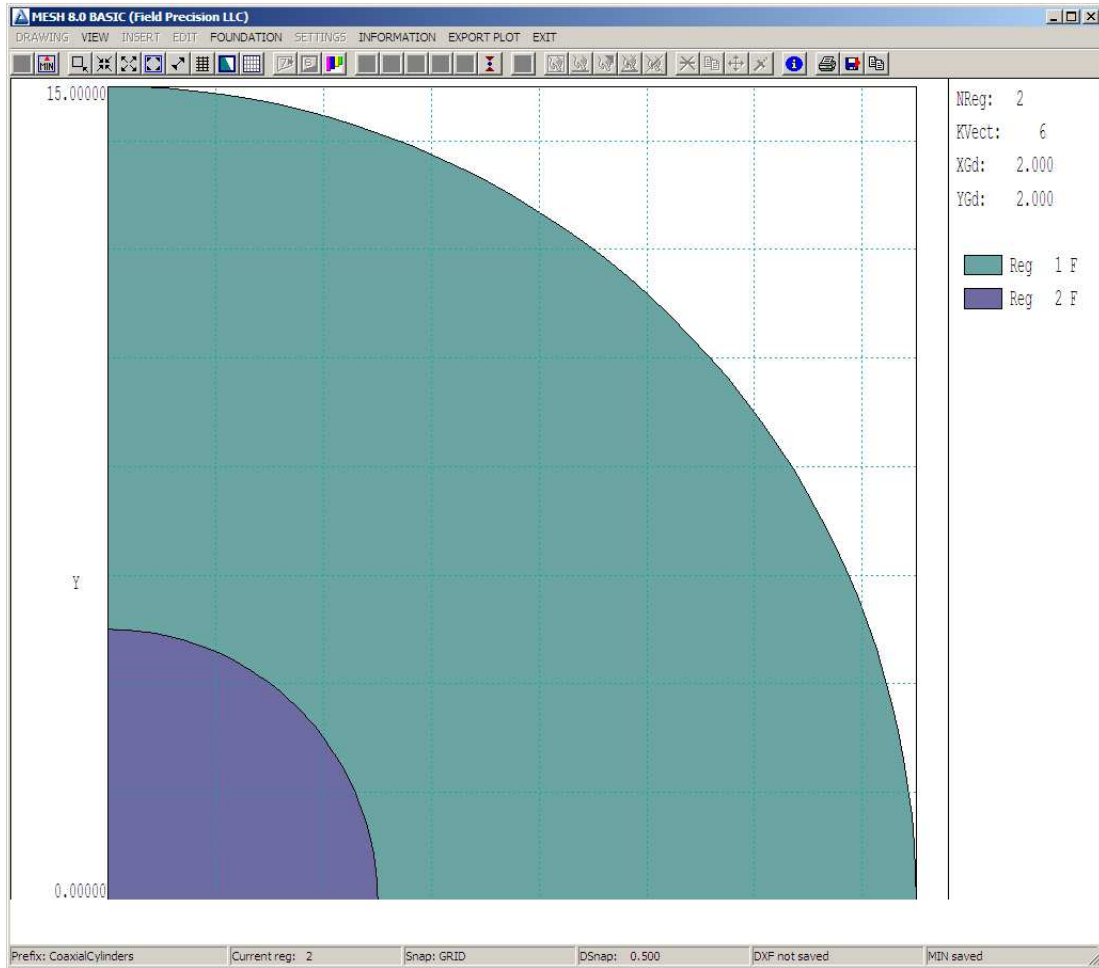 MESH 8.0 BASIC (Field Precision LLC)
DRAWING VIEW INSERT EDIT FOUNDATION SETTINGS INFORMATION EXPORT PLOT EXIT
MIN
15.00000
NReg: 2
KVect: 6
XGd: 2.000
YGd: 2.000
Reg 1 F
Reg 2 F
Y
0.00000
Prefix: CoaxialCylinders Current reg: 2 Snap: GRID DSnap: 0.500 DXF not saved MIN saved